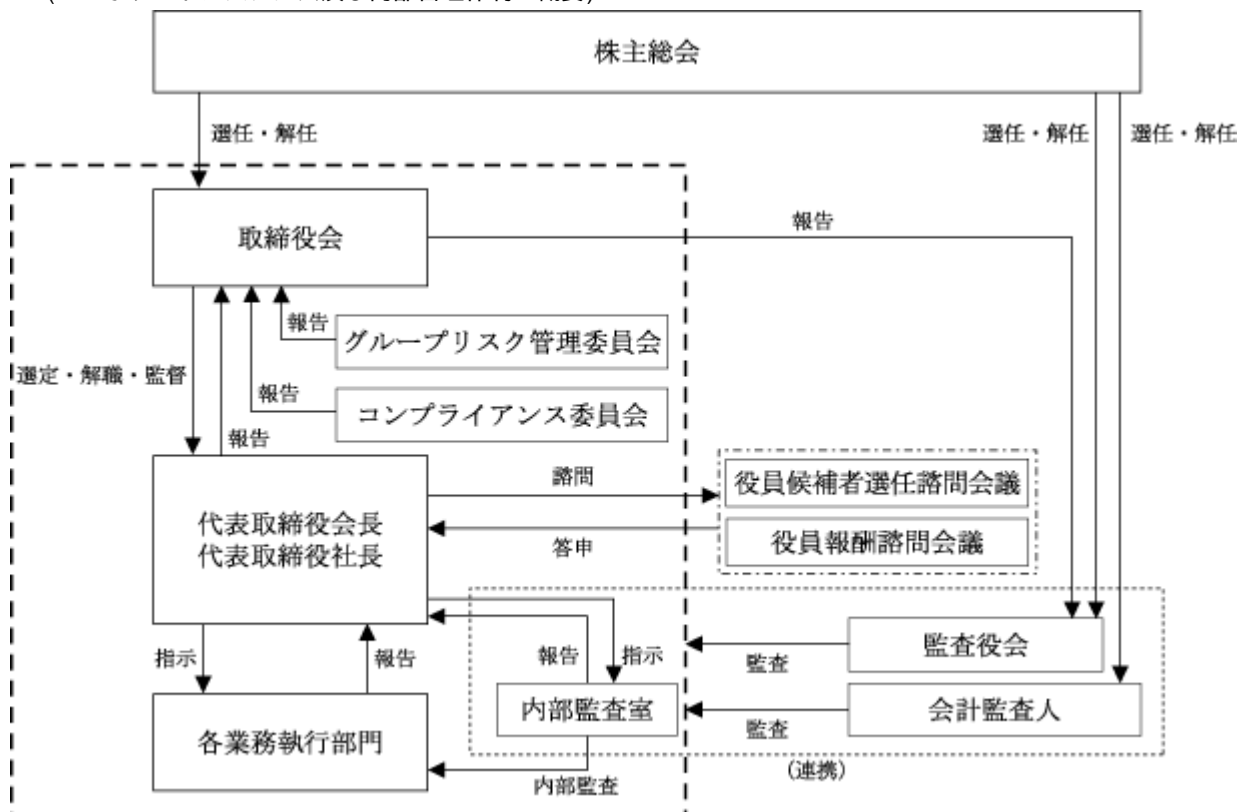 株主総会
選任・解任
選任・解任
選任・解任
取締役会
報告
報告
グループリスク管理委員会
選定・解職・監督
報告
コンプライアンス委員会
報告
諮問
役員候補者選任諮問会議
代表取締役会長
代表取締役社長
答申
役員報酬諮問会議
指示
報告
報告
指示
監査
監査役会
各業務執行部門
内部監査室
監査
会計監査人
内部監査
(連携)